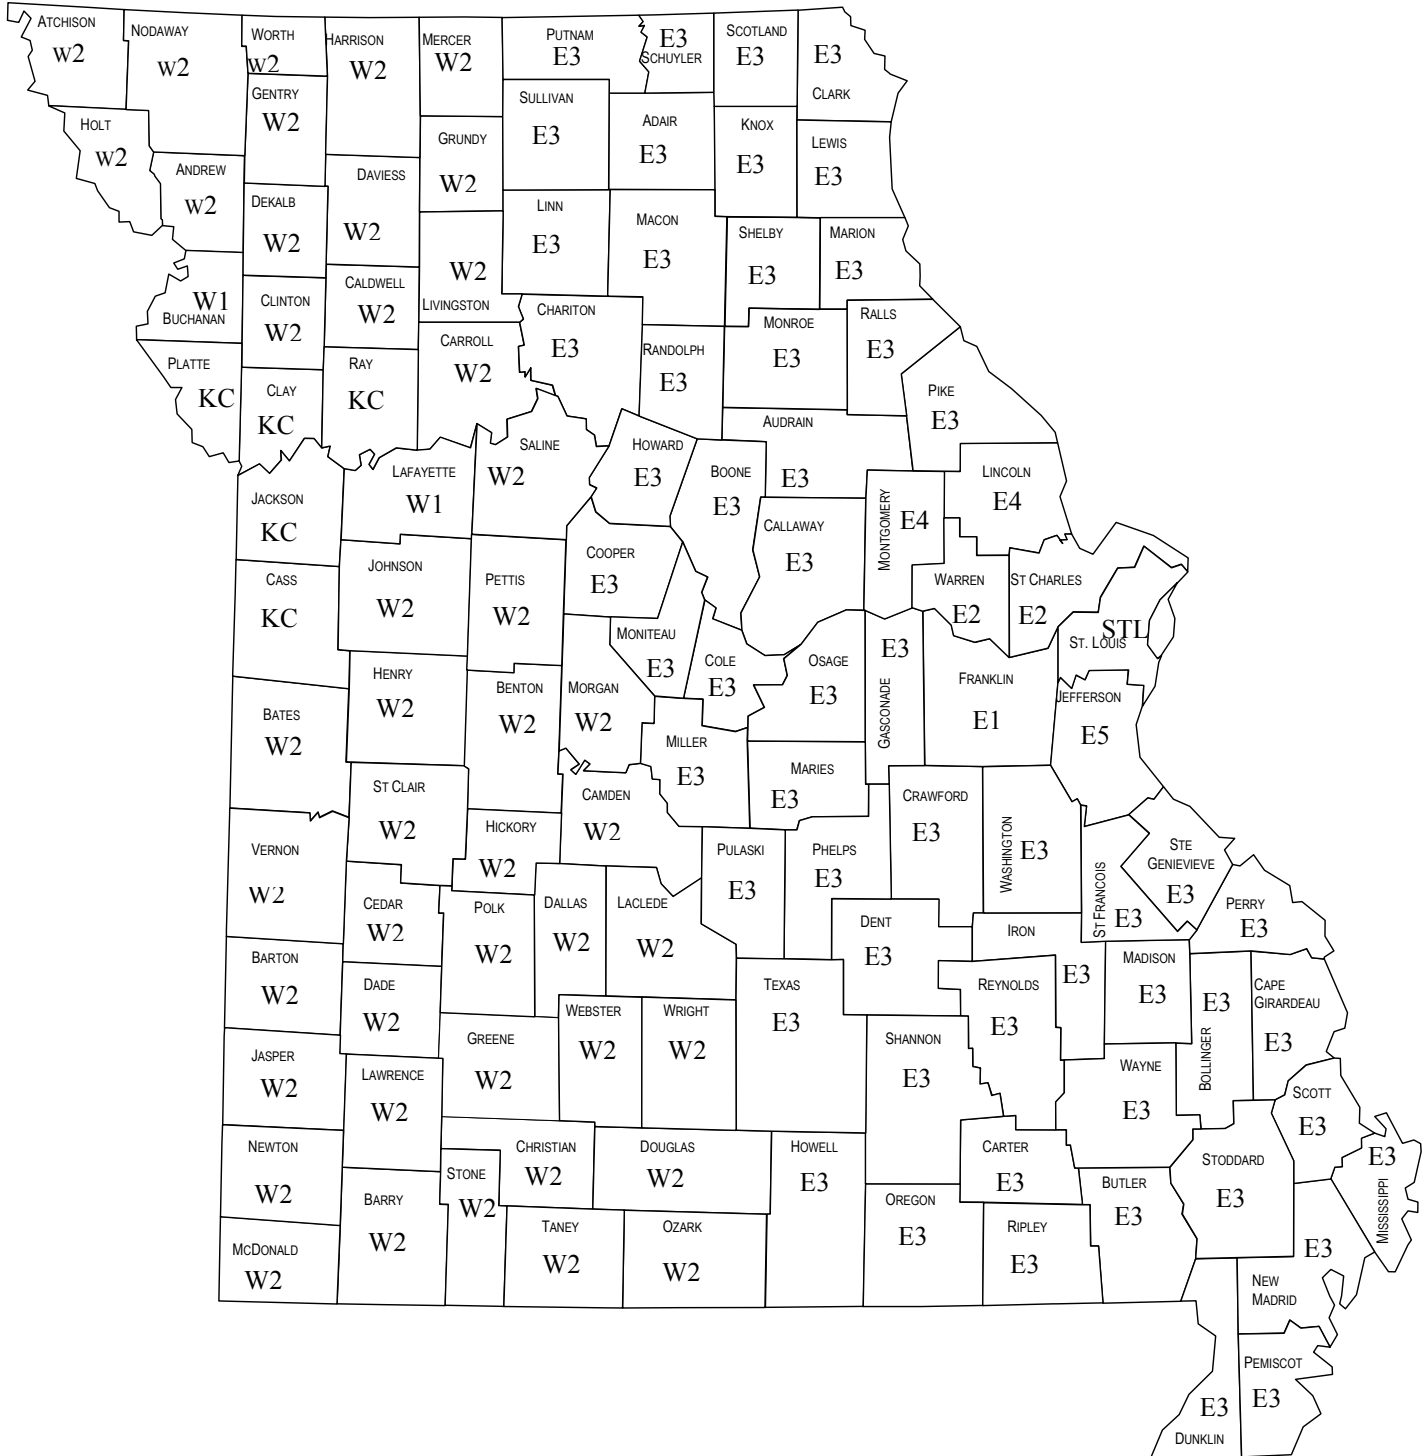 ATCHISON
W2
NODAWAY
W2
WORTH
W2
HARRISON
W2
MERCER
W2
PUTNAM
E3
E3
SCHUYLER
SCOTLAND
E3
E3
CLARK
HOLT
W2
GENTRY
W2
GRUNDY
W2
SULLIVAN
E3
ADAIR
E3
KNOX
E3
LEWIS
E3
ANDREW
W2
DEKALB
W2
DAVIESS
W2
W2
LIVINGSTON
LINN
E3
MACON
E3
SHELBY
E3
MARION
E3
W1
BUCHANAN
CLINTON
W2
CALDWELL
W2
CARROLL
W2
CHARITON
E3
RANDOLPH
E3
MONROE
E3
RALLS
E3
PLATTE
KC
CLAY
KC
RAY
KC
PIKE
E3
AUDRAIN
E3
SALINE
W2
HOWARD
E3
BOONE
E3
LINCOLN
E4
JACKSON
KC
LAFAYETTE
W1
CALLAWAY
E3
MONTGOMERY
E4
CASS
KC
JOHNSON
W2
PETTIS
W2
COOPER
E3
WARREN
E2
ST CHARLES
E2
STL
ST. LOUIS
MONITEAU
E3
COLE
E3
OSAGE
E3
E3
GASCONADE
FRANKLIN
E1
JEFFERSON
E5
BATES
W2
HENRY
W2
BENTON
W2
MORGAN
W2
MILLER
E3
MARIES
E3
ST CLAIR
W2
HICKORY
W2
CAMDEN
W2
PULASKI
E3
PHELPS
E3
CRAWFORD
E3
WASHINGTON
E3
ST FRANCOIS
E3
STE
GENIEVIEVE
E3
PERRY
E3
VERNON
W2
CEDAR
W2
POLK
W2
DALLAS
W2
LACLEDE
W2
DENT
E3
IRON
E3
MADISON
E3
E3
BOLLINGER
CAPE
GIRARDEAU
E3
BARTON
W2
DADE
W2
GREENE
W2
WEBSTER
W2
WRIGHT
W2
TEXAS
E3
SHANNON
E3
REYNOLDS
E3
WAYNE
E3
SCOTT
E3
JASPER
W2
LAWRENCE
W2
NEWTON
W2
BARRY
W2
STONE
W2
CHRISTIAN
W2
DOUGLAS
W2
HOWELL
E3
CARTER
E3
BUTLER
E3
STODDARD
E3
E3
MISSISSIPPI
MCDONALD
W2
TANEY
W2
OZARK
W2
OREGON
E3
RIPLEY
E3
E3
NEW
MADRID
PEMISCOT
E3
E3
DUNKLIN